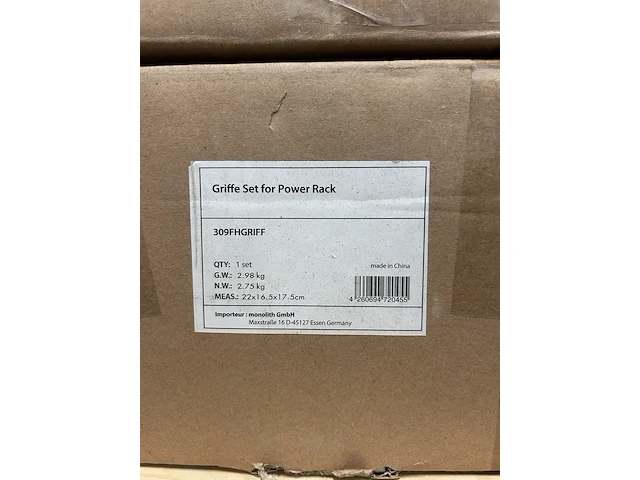 Griffe Set for Power Rack
309FHGRIFF
QTY: 1 set
made in China
G.W.: 2.98 kg
N.W.: 2.75 kg
MEAS.: 22x16.5x17.5cm
4 260694 720455
Importeur : monolith GmbH
Maxstraße 16 D-45127 Essen Germany